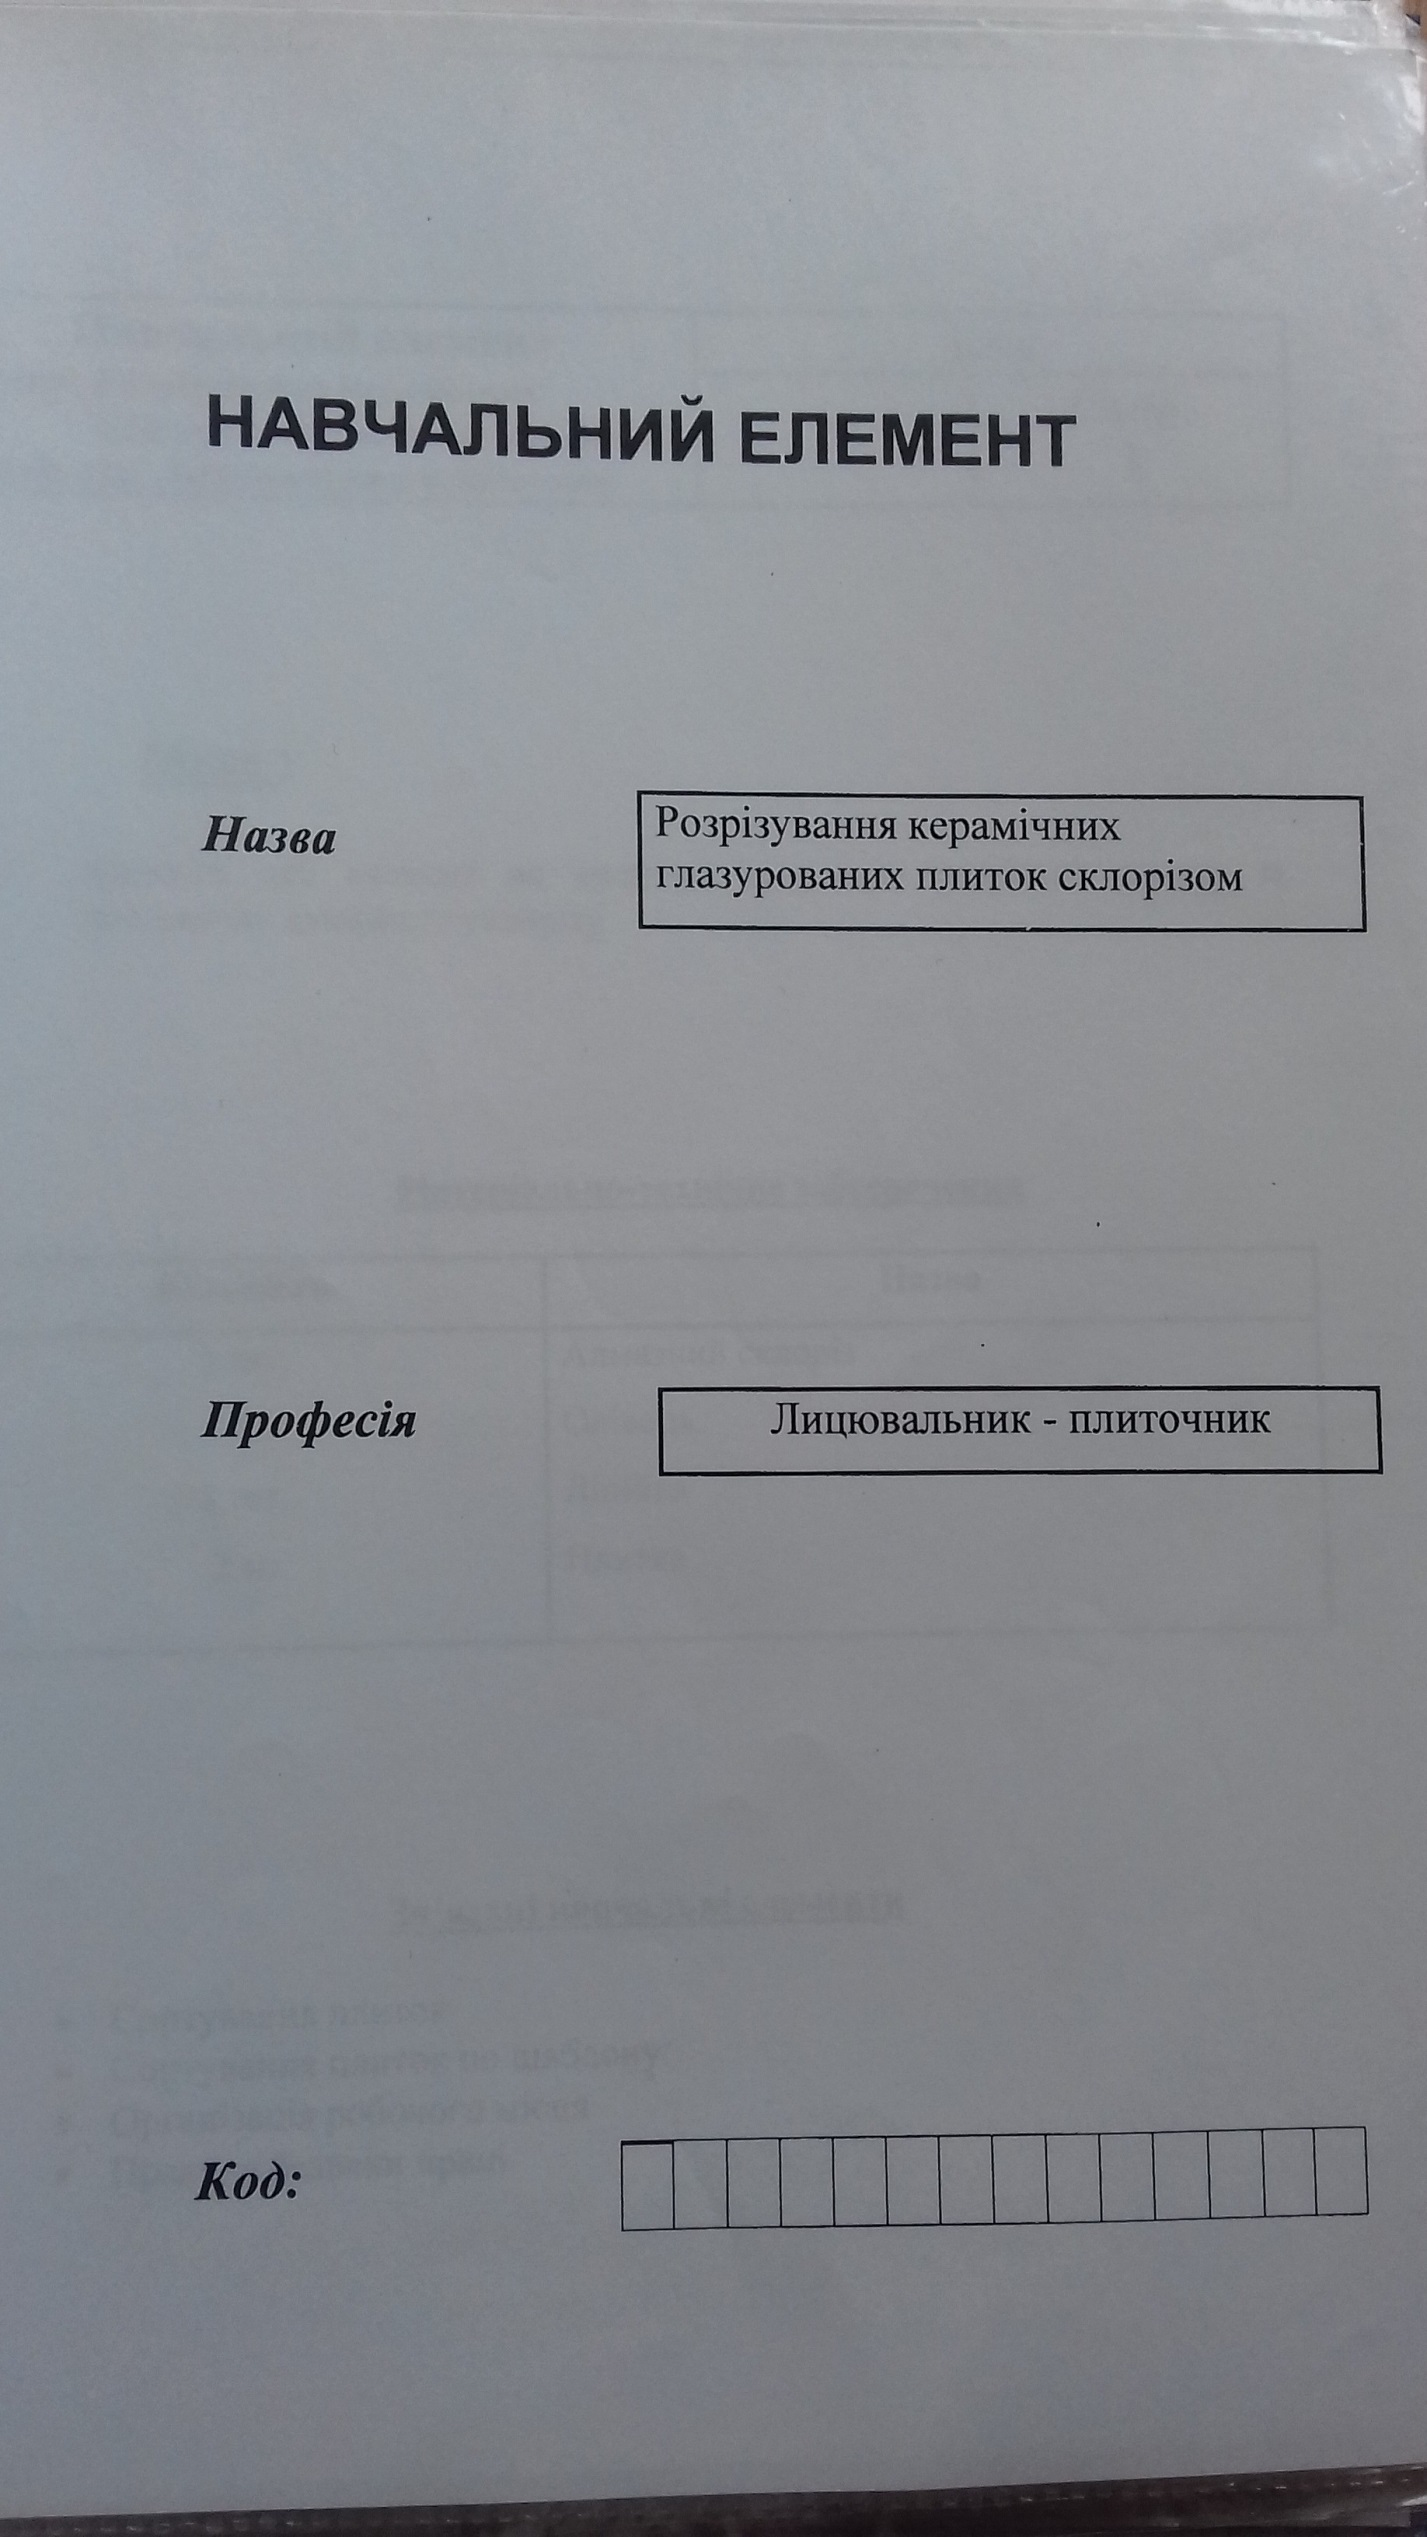 НАВЧАЛЬНИЙ ЕЛЕМЕНТ
Назва
Розрізування керамічних
глазурованих плиток склорізом
Професія
Лицювальник - плиточник
Код: